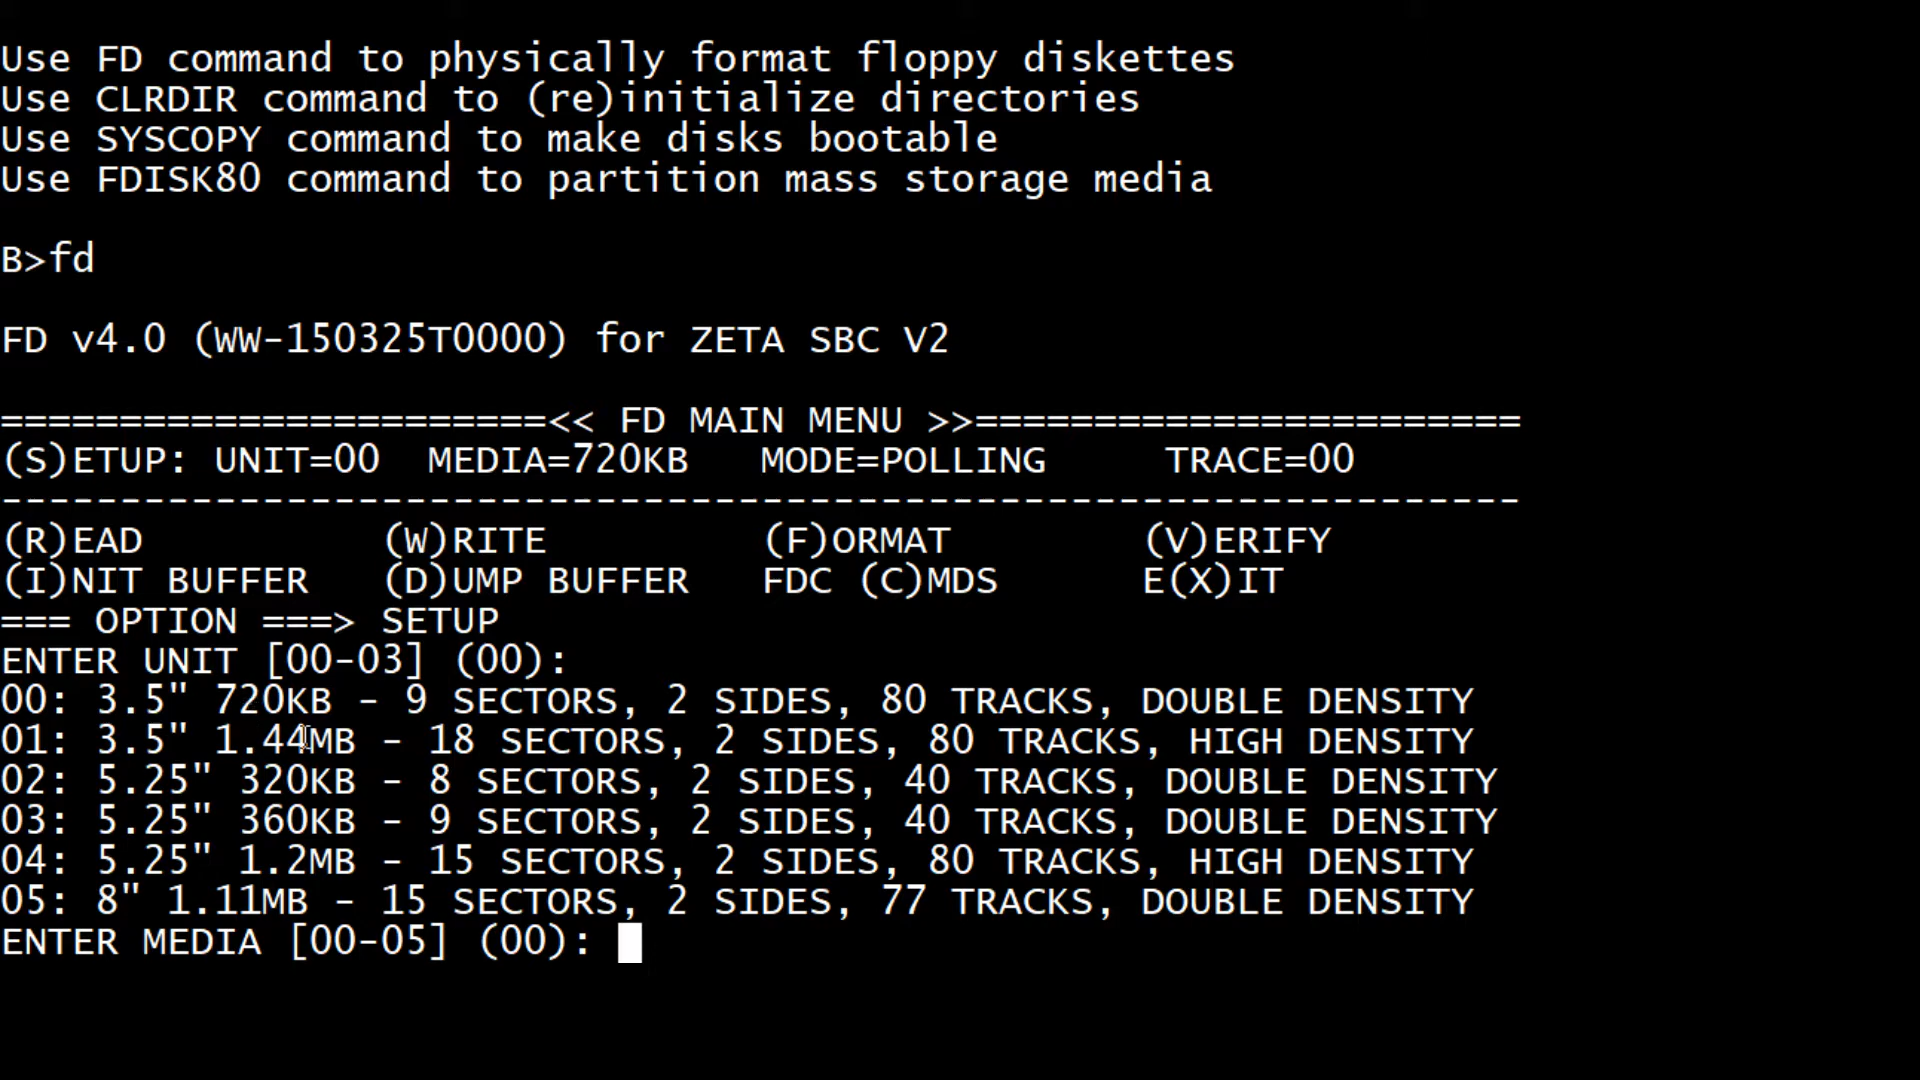 Use FD command to physically format floppy diskettes
Use CLRDIR command to (re)initialize directories
Use SYSCOPY command to make disks bootable
Use FDISK80 command to partition mass storage media
B>fd
FD v4.0 (WW-150325T0000) for ZETA SBC V2
=======================<< FD MAIN MENU >>=======================
(S)ETUP: UNIT=00  MEDIA=720KB   MODE=POLLING     TRACE=00
----------------------------------------------------------------
(R)EAD          (W)RITE         (F)ORMAT        (V)ERIFY
(I)NIT BUFFER   (D)UMP BUFFER   FDC (C)MDS      E(X)IT
=== OPTION ===> SETUP
ENTER UNIT [00-03] (00):
00: 3.5" 720KB - 9 SECTORS, 2 SIDES, 80 TRACKS, DOUBLE DENSITY
01: 3.5" 1.44MB - 18 SECTORS, 2 SIDES, 80 TRACKS, HIGH DENSITY
02: 5.25" 320KB - 8 SECTORS, 2 SIDES, 40 TRACKS, DOUBLE DENSITY
03: 5.25" 360KB - 9 SECTORS, 2 SIDES, 40 TRACKS, DOUBLE DENSITY
04: 5.25" 1.2MB - 15 SECTORS, 2 SIDES, 80 TRACKS, HIGH DENSITY
05: 8" 1.11MB - 15 SECTORS, 2 SIDES, 77 TRACKS, DOUBLE DENSITY
ENTER MEDIA [00-05] (00):